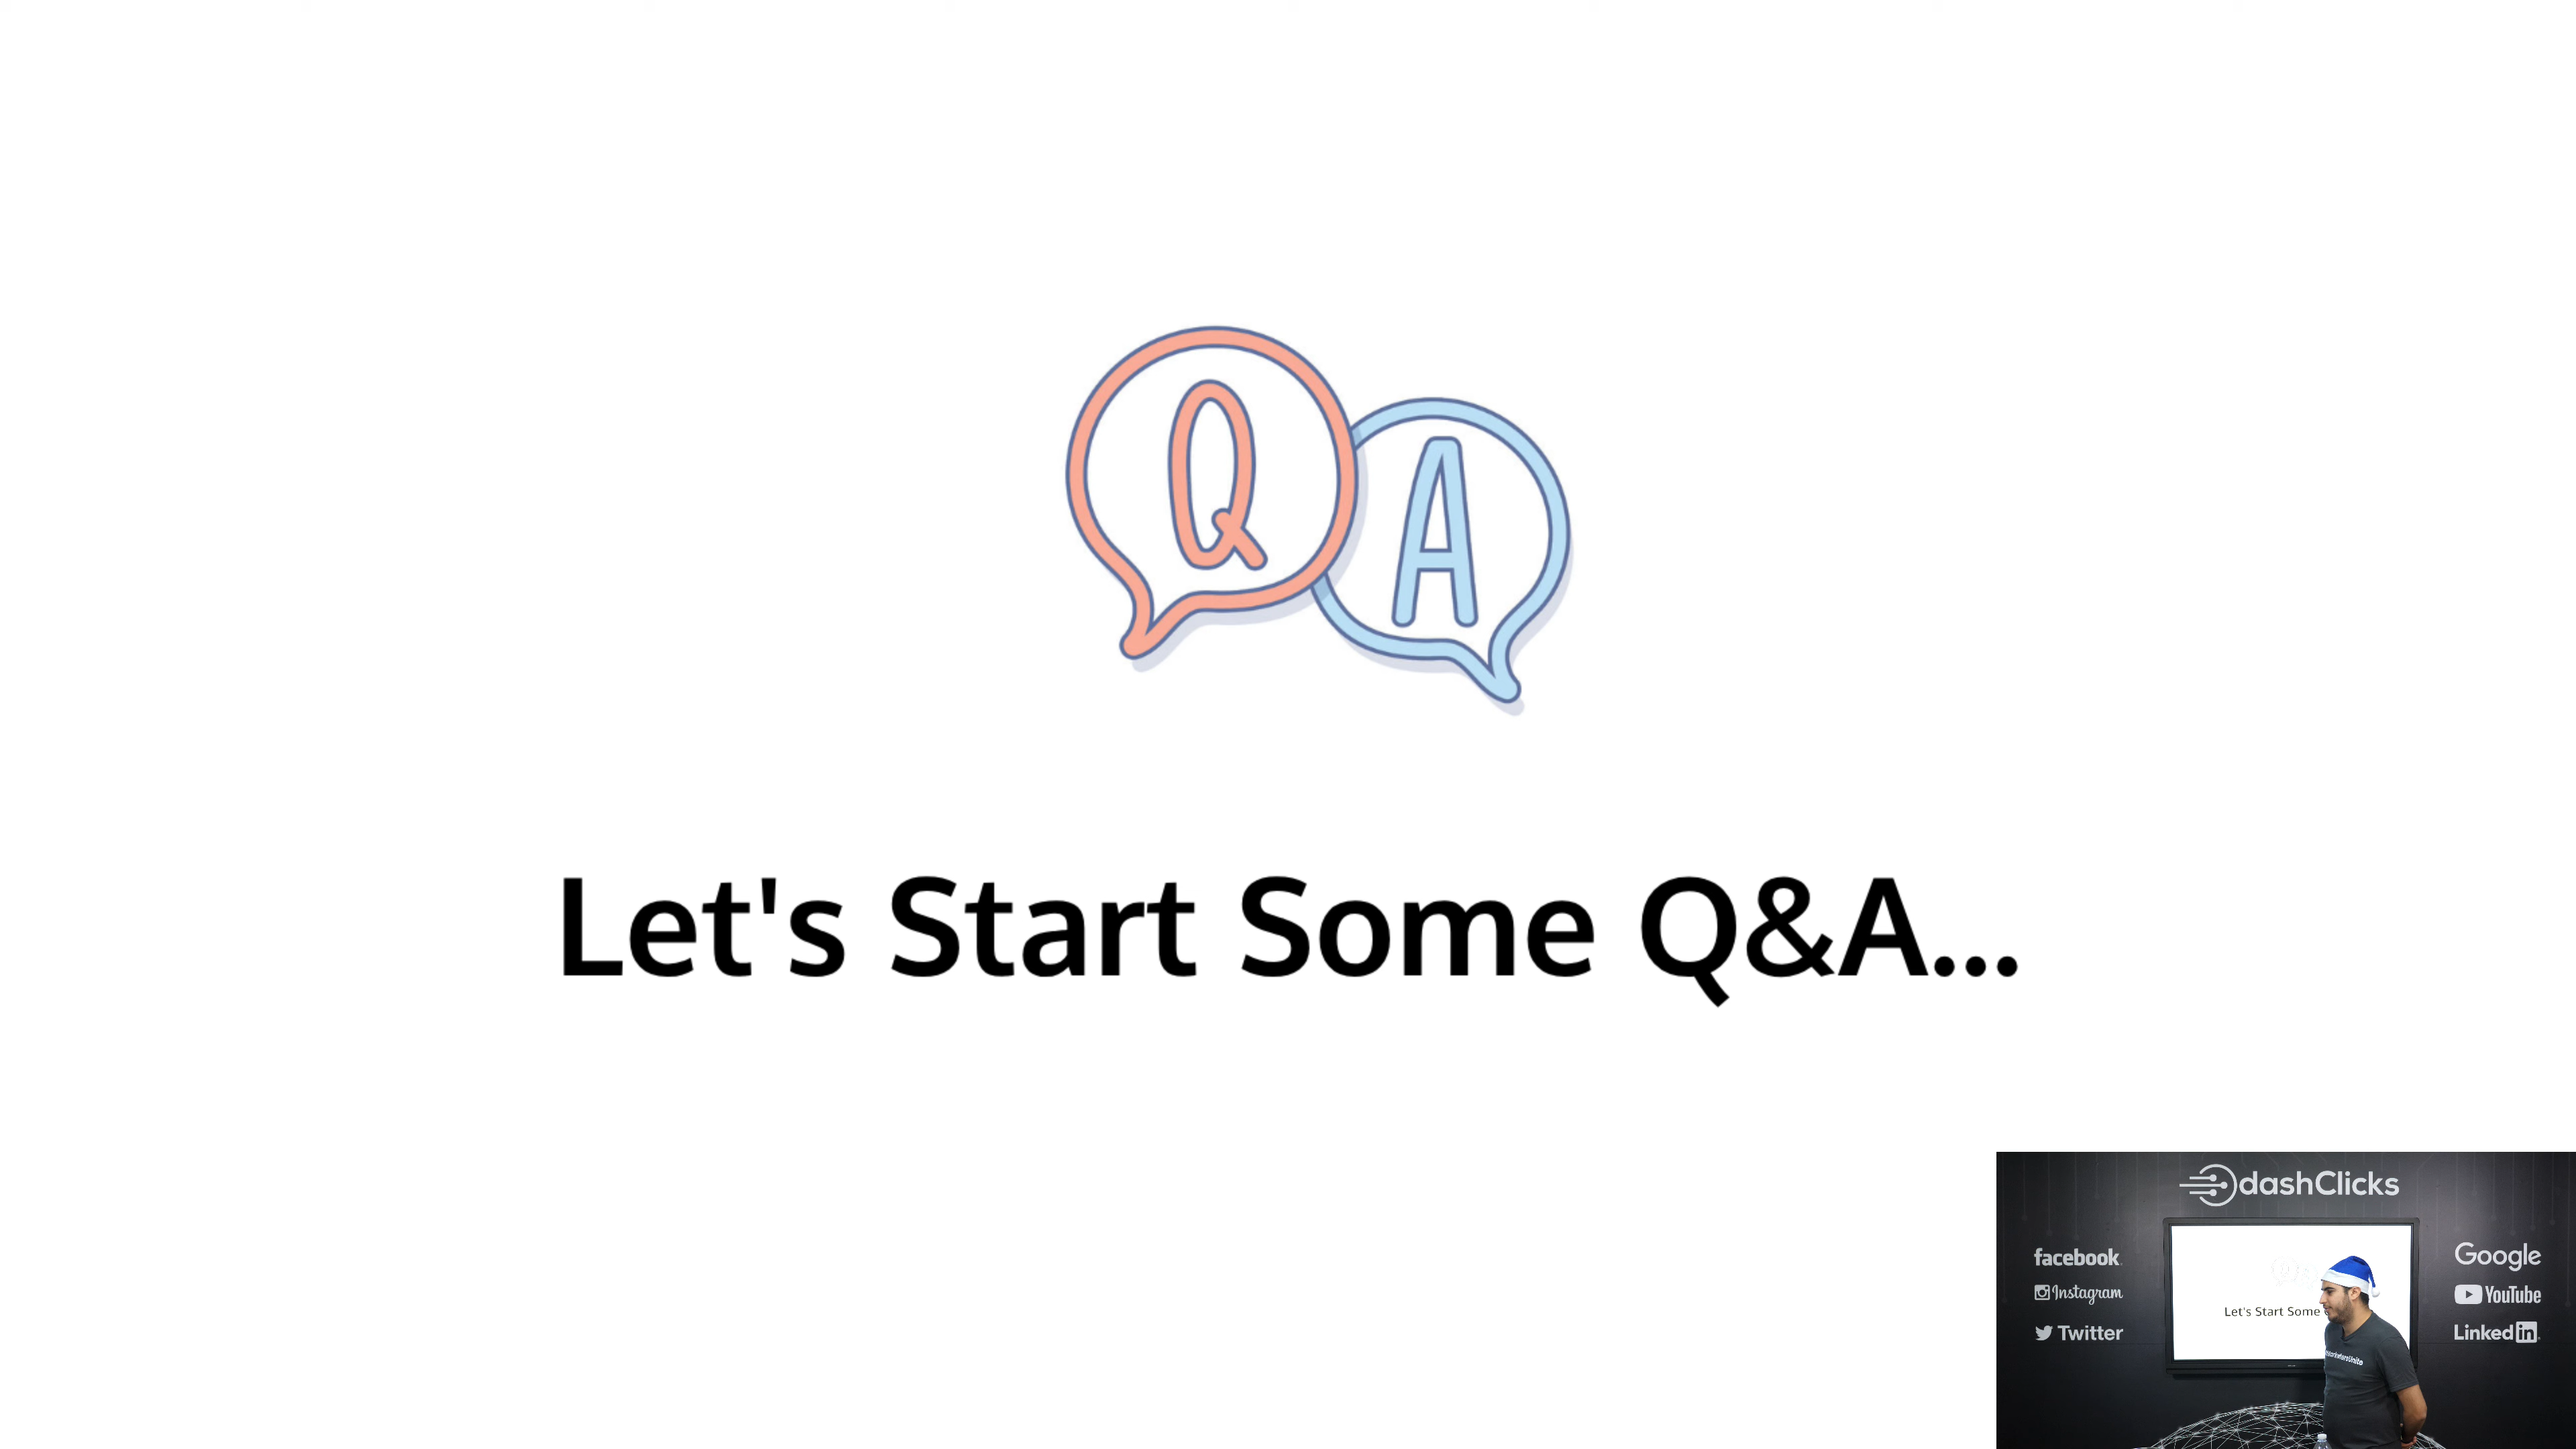 Q A
Let's Start Some Q&A...
dashClicks
facebook
Instagram
Twitter
Let's Start Some
Google
YouTube
Linked in